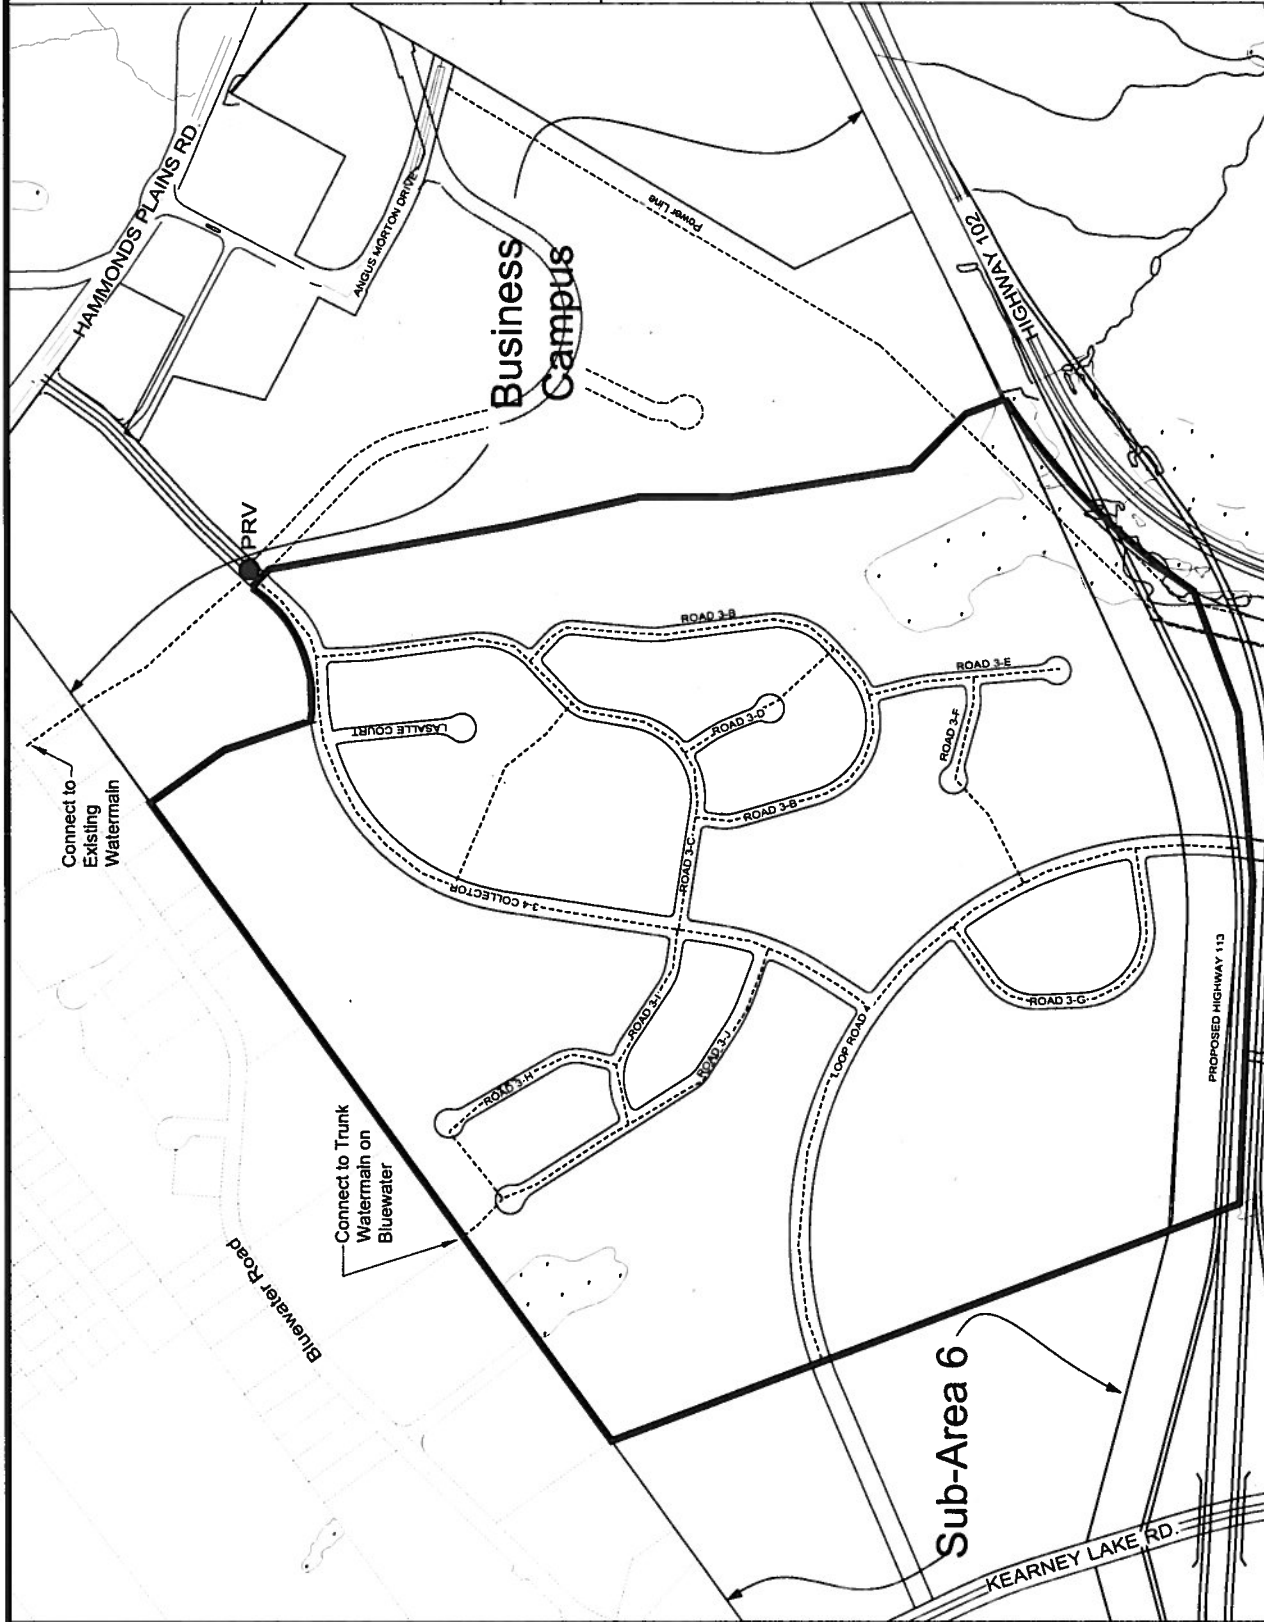 HAMMONDS PLAINS RD.
ANGUS MORTON DRIVE
Business
Campus
Power Line
HIGHWAY 102
PRV
Connect to
Existing
Watermain
LASALLE COURT
ROAD 3-B
ROAD 3-D
ROAD 3-E
ROAD 3-F
ROAD 3-B
ROAD 3-C
3-4 COLLECTOR
ROAD 3-I
ROAD 3-J
ROAD 3-H
LOOP ROAD 4
ROAD 3-G
PROPOSED HIGHWAY 113
Connect to Trunk
Watermain on
Bluewater
Bluewater Road
Sub-Area 6
KEARNEY LAKE RD.